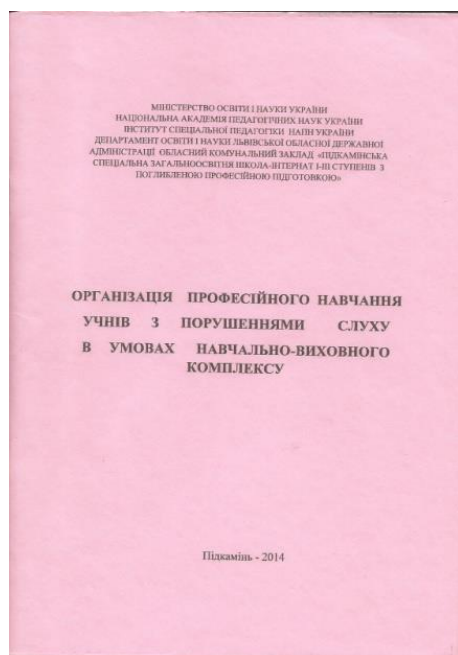 МІНІСТЕРСТВО ОСВІТИ І НАУКИ УКРАЇНИ
НАЦІОНАЛЬНА АКАДЕМІЯ ПЕДАГОГІЧНИХ НАУК УКРАЇНИ
ІНСТИТУТ СПЕЦІАЛЬНОЇ ПЕДАГОГІКИ НАПН УКРАЇНИ
ДЕПАРТАМЕНТ ОСВІТИ І НАУКИ ЛЬВІВСЬКОЇ ОБЛАСНОЇ ДЕРЖАВНОЇ
АДМІНІСТРАЦІЇ ОБЛАСНИЙ КОМУНАЛЬНИЙ ЗАКЛАД «ПІДКАМІНСЬКА
СПЕЦІАЛЬНА ЗАГАЛЬНООСВІТНЯ ШКОЛА-ІНТЕРНАТ І-ІІІ СТУПЕНІВ З
ПОГЛИБЛЕНОЮ ПРОФЕСІЙНОЮ ПІДГОТОВКОЮ»
ОРГАНІЗАЦІЯ ПРОФЕСІЙНОГО НАВЧАННЯ
УЧНІВ З ПОРУШЕННЯМИ СЛУХУ
В УМОВАХ НАВЧАЛЬНО-ВИХОВНОГО
КОМПЛЕКСУ
Підкамінь - 2014